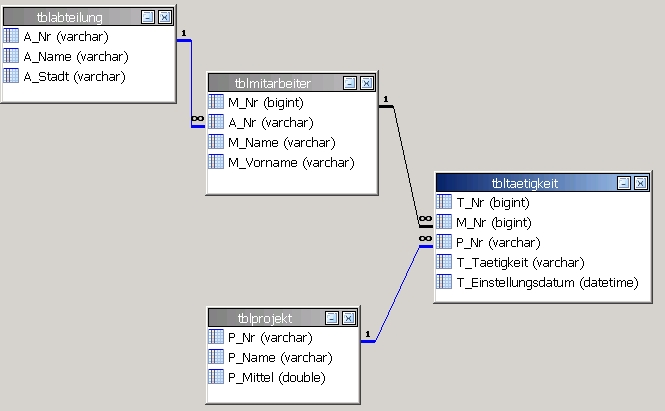 tblabteilung
A_Nr (varchar)
A_Name (varchar)
A_Stadt (varchar)
1
∞
tblmitarbeiter
M_Nr (bigint)
A_Nr (varchar)
M_Name (varchar)
M_Vorname (varchar)
1
∞
∞
tbltaetigkeit
T_Nr (bigint)
M_Nr (bigint)
P_Nr (varchar)
T_Taetigkeit (varchar)
T_Einstellungsdatum (datetime)
tblprojekt
P_Nr (varchar)
P_Name (varchar)
P_Mittel (double)
1